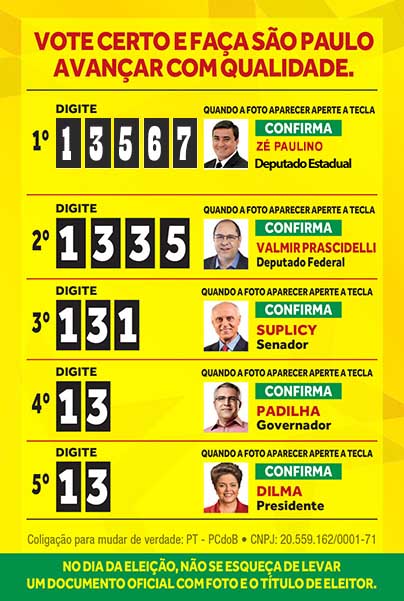 VOTE CERTO E FAÇA SÃO PAULO
AVANÇAR COM QUALIDADE.
DIGITE
QUANDO A FOTO APARECER APERTE A TECLA
1º 1 3 5 6 7
CONFIRMA
ZÉ PAULINO
Deputado Estadual
DIGITE
QUANDO A FOTO APARECER APERTE A TECLA
2º 1 3 3 5
CONFIRMA
VALMIR PRASCIDELLI
Deputado Federal
DIGITE
QUANDO A FOTO APARECER APERTE A TECLA
3º 1 3 1
CONFIRMA
SUPLICY
Senador
DIGITE
QUANDO A FOTO APARECER APERTE A TECLA
4º 1 3
CONFIRMA
PADILHA
Governador
DIGITE
QUANDO A FOTO APARECER APERTE A TECLA
5º 1 3
CONFIRMA
DILMA
Presidente
Coligação para mudar de verdade: PT - PCdoB • CNPJ: 20.559.162/0001-71
NO DIA DA ELEIÇÃO, NÃO SE ESQUEÇA DE LEVAR
UM DOCUMENTO OFICIAL COM FOTO E O TÍTULO DE ELEITOR.